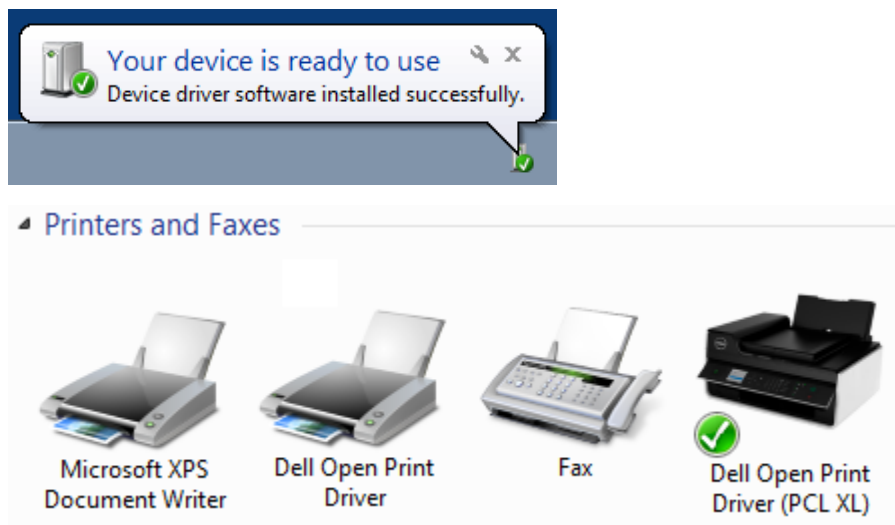 Your device is ready to use
Device driver software installed successfully.
Printers and Faxes
Microsoft XPS
Document Writer
Dell Open Print
Driver
Fax
Dell Open Print
Driver (PCL XL)